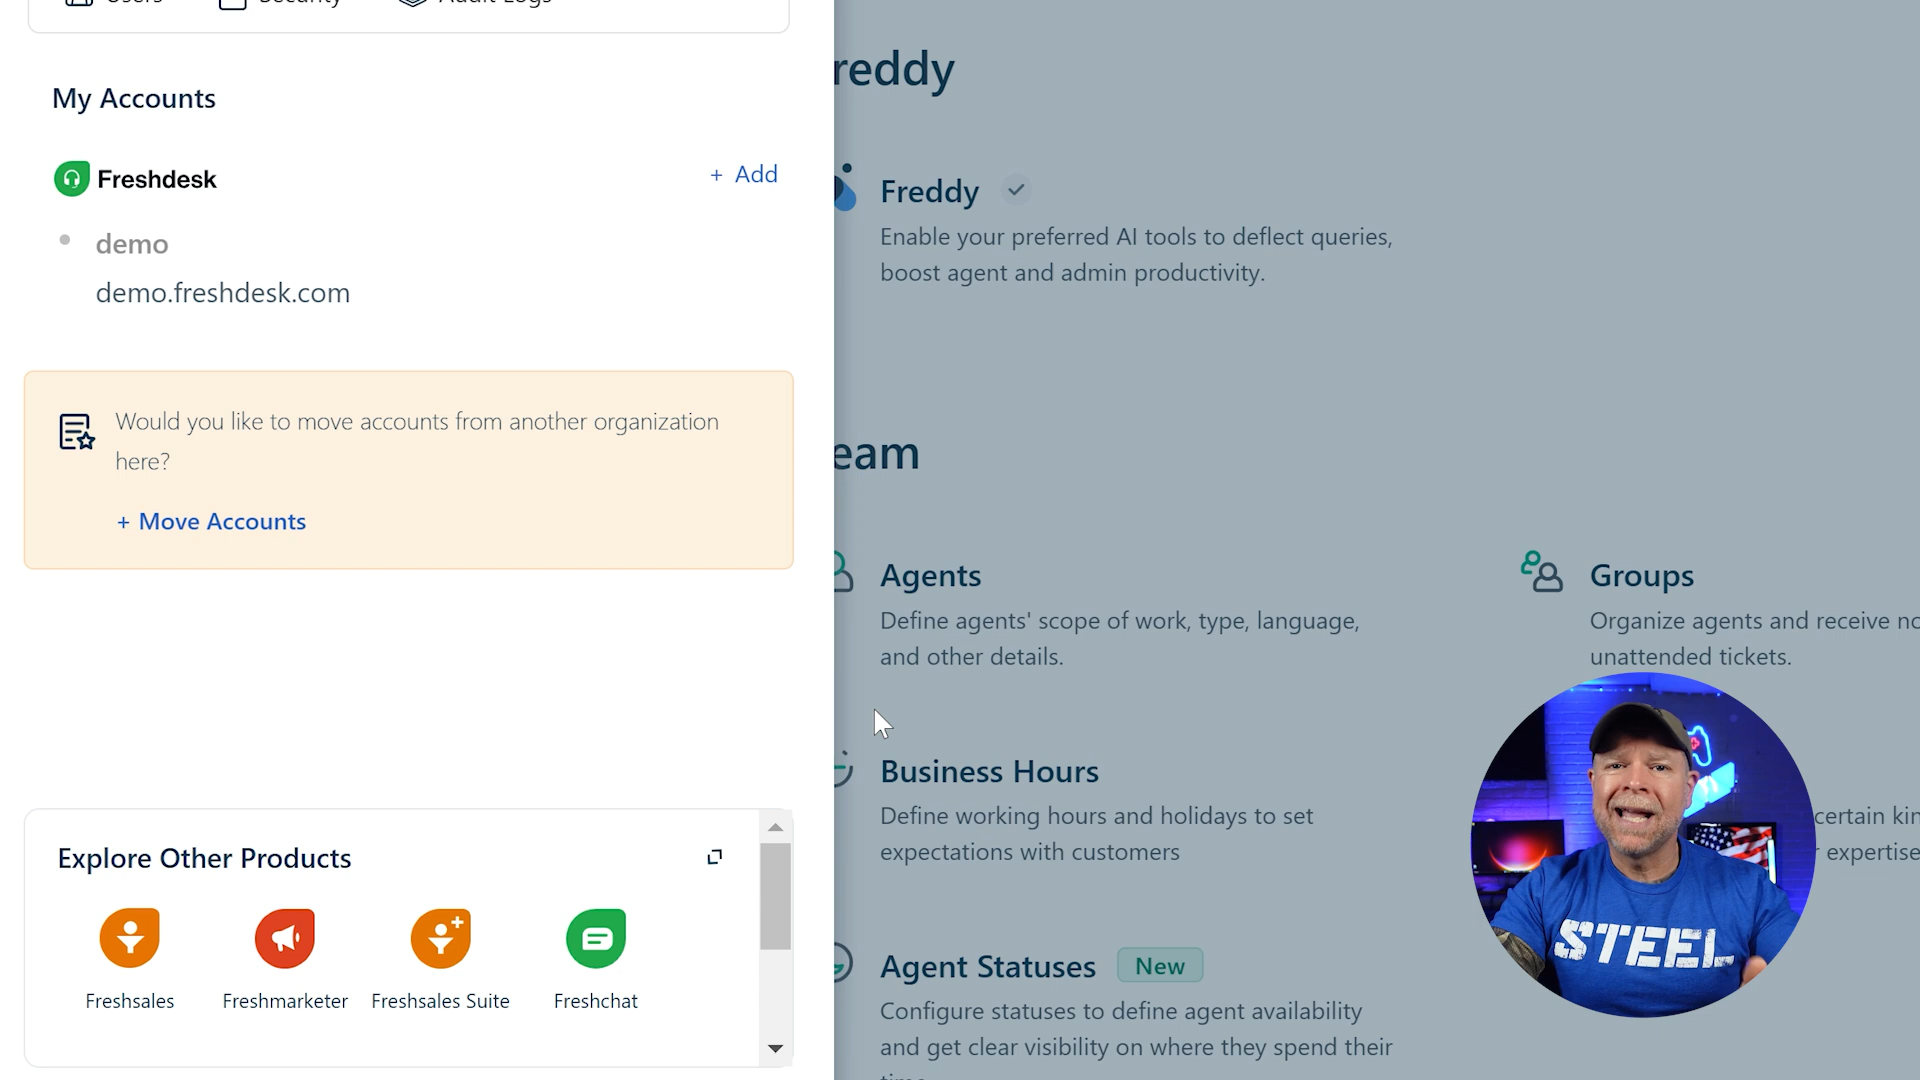 Users Security Audit Logs
My Accounts
Freshdesk
+ Add
demo
demo.freshdesk.com
Would you like to move accounts from another organization
here?
+ Move Accounts
Explore Other Products
Freshsales Freshmarketer Freshsales Suite Freshchat
reddy
Freddy
Enable your preferred AI tools to deflect queries,
boost agent and admin productivity.
eam
Agents
Define agents' scope of work, type, language,
and other details.
Groups
Organize agents and receive no
unattended tickets.
Business Hours
Define working hours and holidays to set
expectations with customers
certain kin
expertise
Agent Statuses New
Configure statuses to define agent availability
and get clear visibility on where they spend their
time
STEEL